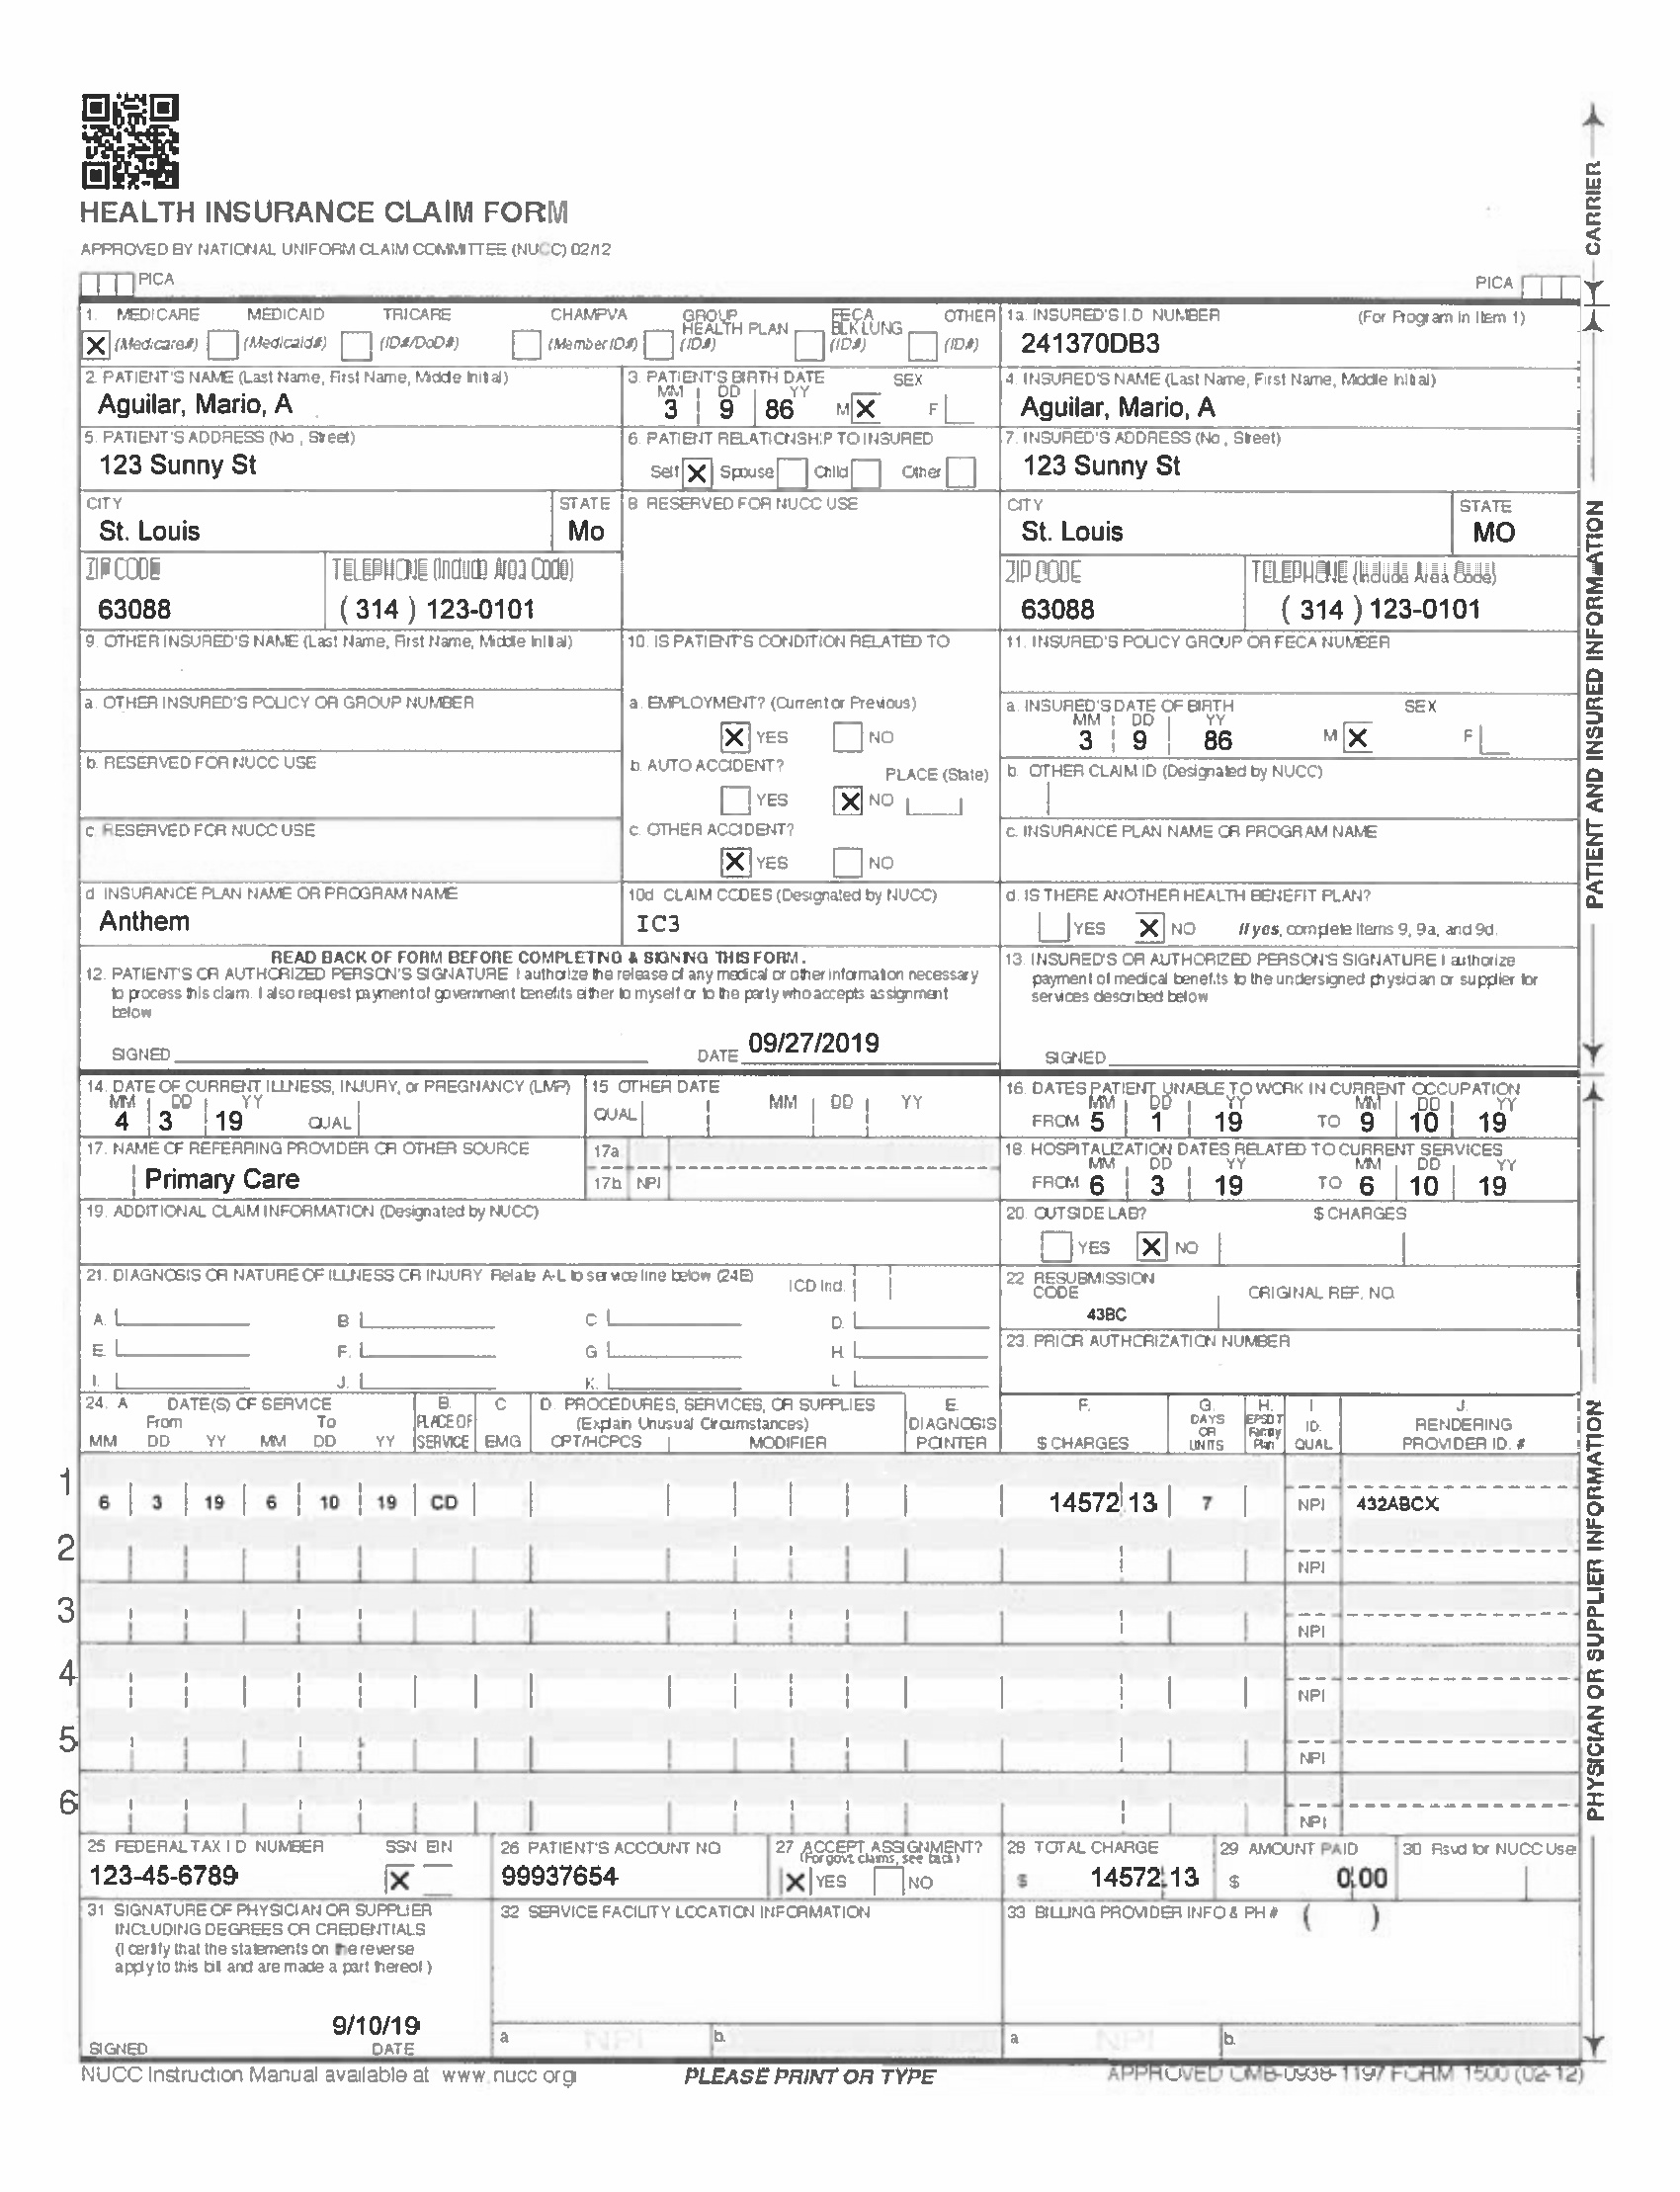 HEALTH INSURANCE CLAIM FORM
APPROVED BY NATIONAL UNIFORM CLAIM COMMITTEE (NUCC) 02/12
PICA
PICA
CARRIER
1. MEDICARE MEDICAID TRICARE CHAMPVA GROUP HEALTH PLAN FECA BLK LUNG OTHER
X (Medicare#) (Medicaid#) (ID#/DoD#) (Member ID#) (ID#) (ID#) (ID#)
1a. INSURED'S I.D NUMBER (For Program in Item 1)
241370DB3
2. PATIENT'S NAME (Last Name, First Name, Middle Initial)
Aguilar, Mario, A
3. PATIENT'S BIRTH DATE SEX
MM DD YY
3 9 86 M X F
4. INSURED'S NAME (Last Name, First Name, Middle Initial)
Aguilar, Mario, A
5. PATIENT'S ADDRESS (No., Street)
123 Sunny St
6. PATIENT RELATIONSHIP TO INSURED
Self X Spouse Child Other
7. INSURED'S ADDRESS (No., Street)
123 Sunny St
CITY STATE
St. Louis Mo
8 RESERVED FOR NUCC USE
CITY STATE
St. Louis MO
ZIP CODE TELEPHONE (Include Area Code)
63088 ( 314 ) 123-0101
ZIP CODE TELEPHONE (Include Area Code)
63088 ( 314 ) 123-0101
9. OTHER INSURED'S NAME (Last Name, First Name, Middle Initial)
10. IS PATIENT'S CONDITION RELATED TO
11. INSURED'S POLICY GROUP OR FECA NUMBER
a. OTHER INSURED'S POLICY OR GROUP NUMBER
a. EMPLOYMENT? (Current or Previous)
X YES NO
a. INSURED'S DATE OF BIRTH SEX
MM DD YY
3 9 86 M X F
b. RESERVED FOR NUCC USE
b. AUTO ACCIDENT? PLACE (State)
YES X NO
b. OTHER CLAIM ID (Designated by NUCC)
c RESERVED FOR NUCC USE
c. OTHER ACCIDENT?
X YES NO
c. INSURANCE PLAN NAME OR PROGRAM NAME
d INSURANCE PLAN NAME OR PROGRAM NAME
Anthem
10d CLAIM CODES (Designated by NUCC)
IC3
d. IS THERE ANOTHER HEALTH BENEFIT PLAN?
YES X NO If yes, complete items 9, 9a, and 9d.
PATIENT AND INSURED INFORMATION
READ BACK OF FORM BEFORE COMPLETING & SIGNING THIS FORM.
12. PATIENT'S OR AUTHORIZED PERSON'S SIGNATURE I authorize the release of any medical or other information necessary
to process this claim. I also request payment of government benefits either to myself or to the party who accepts assignment
below
SIGNED DATE 09/27/2019
13. INSURED'S OR AUTHORIZED PERSON'S SIGNATURE I authorize
payment of medical benefits to the undersigned physician or supplier for
services described below
SIGNED
14. DATE OF CURRENT ILLNESS, INJURY, or PREGNANCY (LMP)
MM DD YY
4 3 19 QUAL
15 OTHER DATE
QUAL MM DD YY
16. DATES PATIENT UNABLE TO WORK IN CURRENT OCCUPATION
MM DD YY MM DD YY
FROM 5 1 19 TO 9 10 19
17. NAME OF REFERRING PROVIDER OR OTHER SOURCE
Primary Care
17a
17b NPI
18 HOSPITALIZATION DATES RELATED TO CURRENT SERVICES
MM DD YY MM DD YY
FROM 6 3 19 TO 6 10 19
19. ADDITIONAL CLAIM INFORMATION (Designated by NUCC)
20. OUTSIDE LAB? $ CHARGES
YES X NO
21. DIAGNOSIS OR NATURE OF ILLNESS OR INJURY Relate A-L to service line below (24E) ICD Ind.
A. B C D.
E. F. G H.
I. J. K. L.
22 RESUBMISSION
CODE ORIGINAL REF. NO.
43BC
23. PRIOR AUTHORIZATION NUMBER
24. A DATE(S) OF SERVICE B. C D. PROCEDURES, SERVICES, OR SUPPLIES E. F. G. H. I J.
From To PLACE OF (Explain Unusual Circumstances) DIAGNOSIS DAYS OR EPSDT Family ID. RENDERING
MM DD YY MM DD YY SERVICE EMG CPT/HCPCS MODIFIER POINTER $ CHARGES UNITS Plan QUAL PROVIDER ID. #
1
6 3 19 6 10 19 CD 14572 13 7 NPI 432ABCX
2
NPI
3
NPI
4
NPI
5
NPI
6
NPI
PHYSICIAN OR SUPPLIER INFORMATION
25 FEDERAL TAX I D NUMBER SSN EIN
123-45-6789 X
26 PATIENT'S ACCOUNT NO
99937654
27 ACCEPT ASSIGNMENT?
(For govt. claims, see back)
X YES NO
28 TOTAL CHARGE
$ 14572 13
29 AMOUNT PAID
$ 0 00
30 Rsvd for NUCC Use
31 SIGNATURE OF PHYSICIAN OR SUPPLIER
INCLUDING DEGREES OR CREDENTIALS
(I certify that the statements on the reverse
apply to this bill and are made a part thereof.)
9/10/19
SIGNED DATE
32 SERVICE FACILITY LOCATION INFORMATION
a NPI b.
33 BILLING PROVIDER INFO & PH # ( )
a NPI b.
NUCC Instruction Manual available at www.nucc.org
PLEASE PRINT OR TYPE
APPROVED OMB-0938-1197 FORM 1500 (02-12)